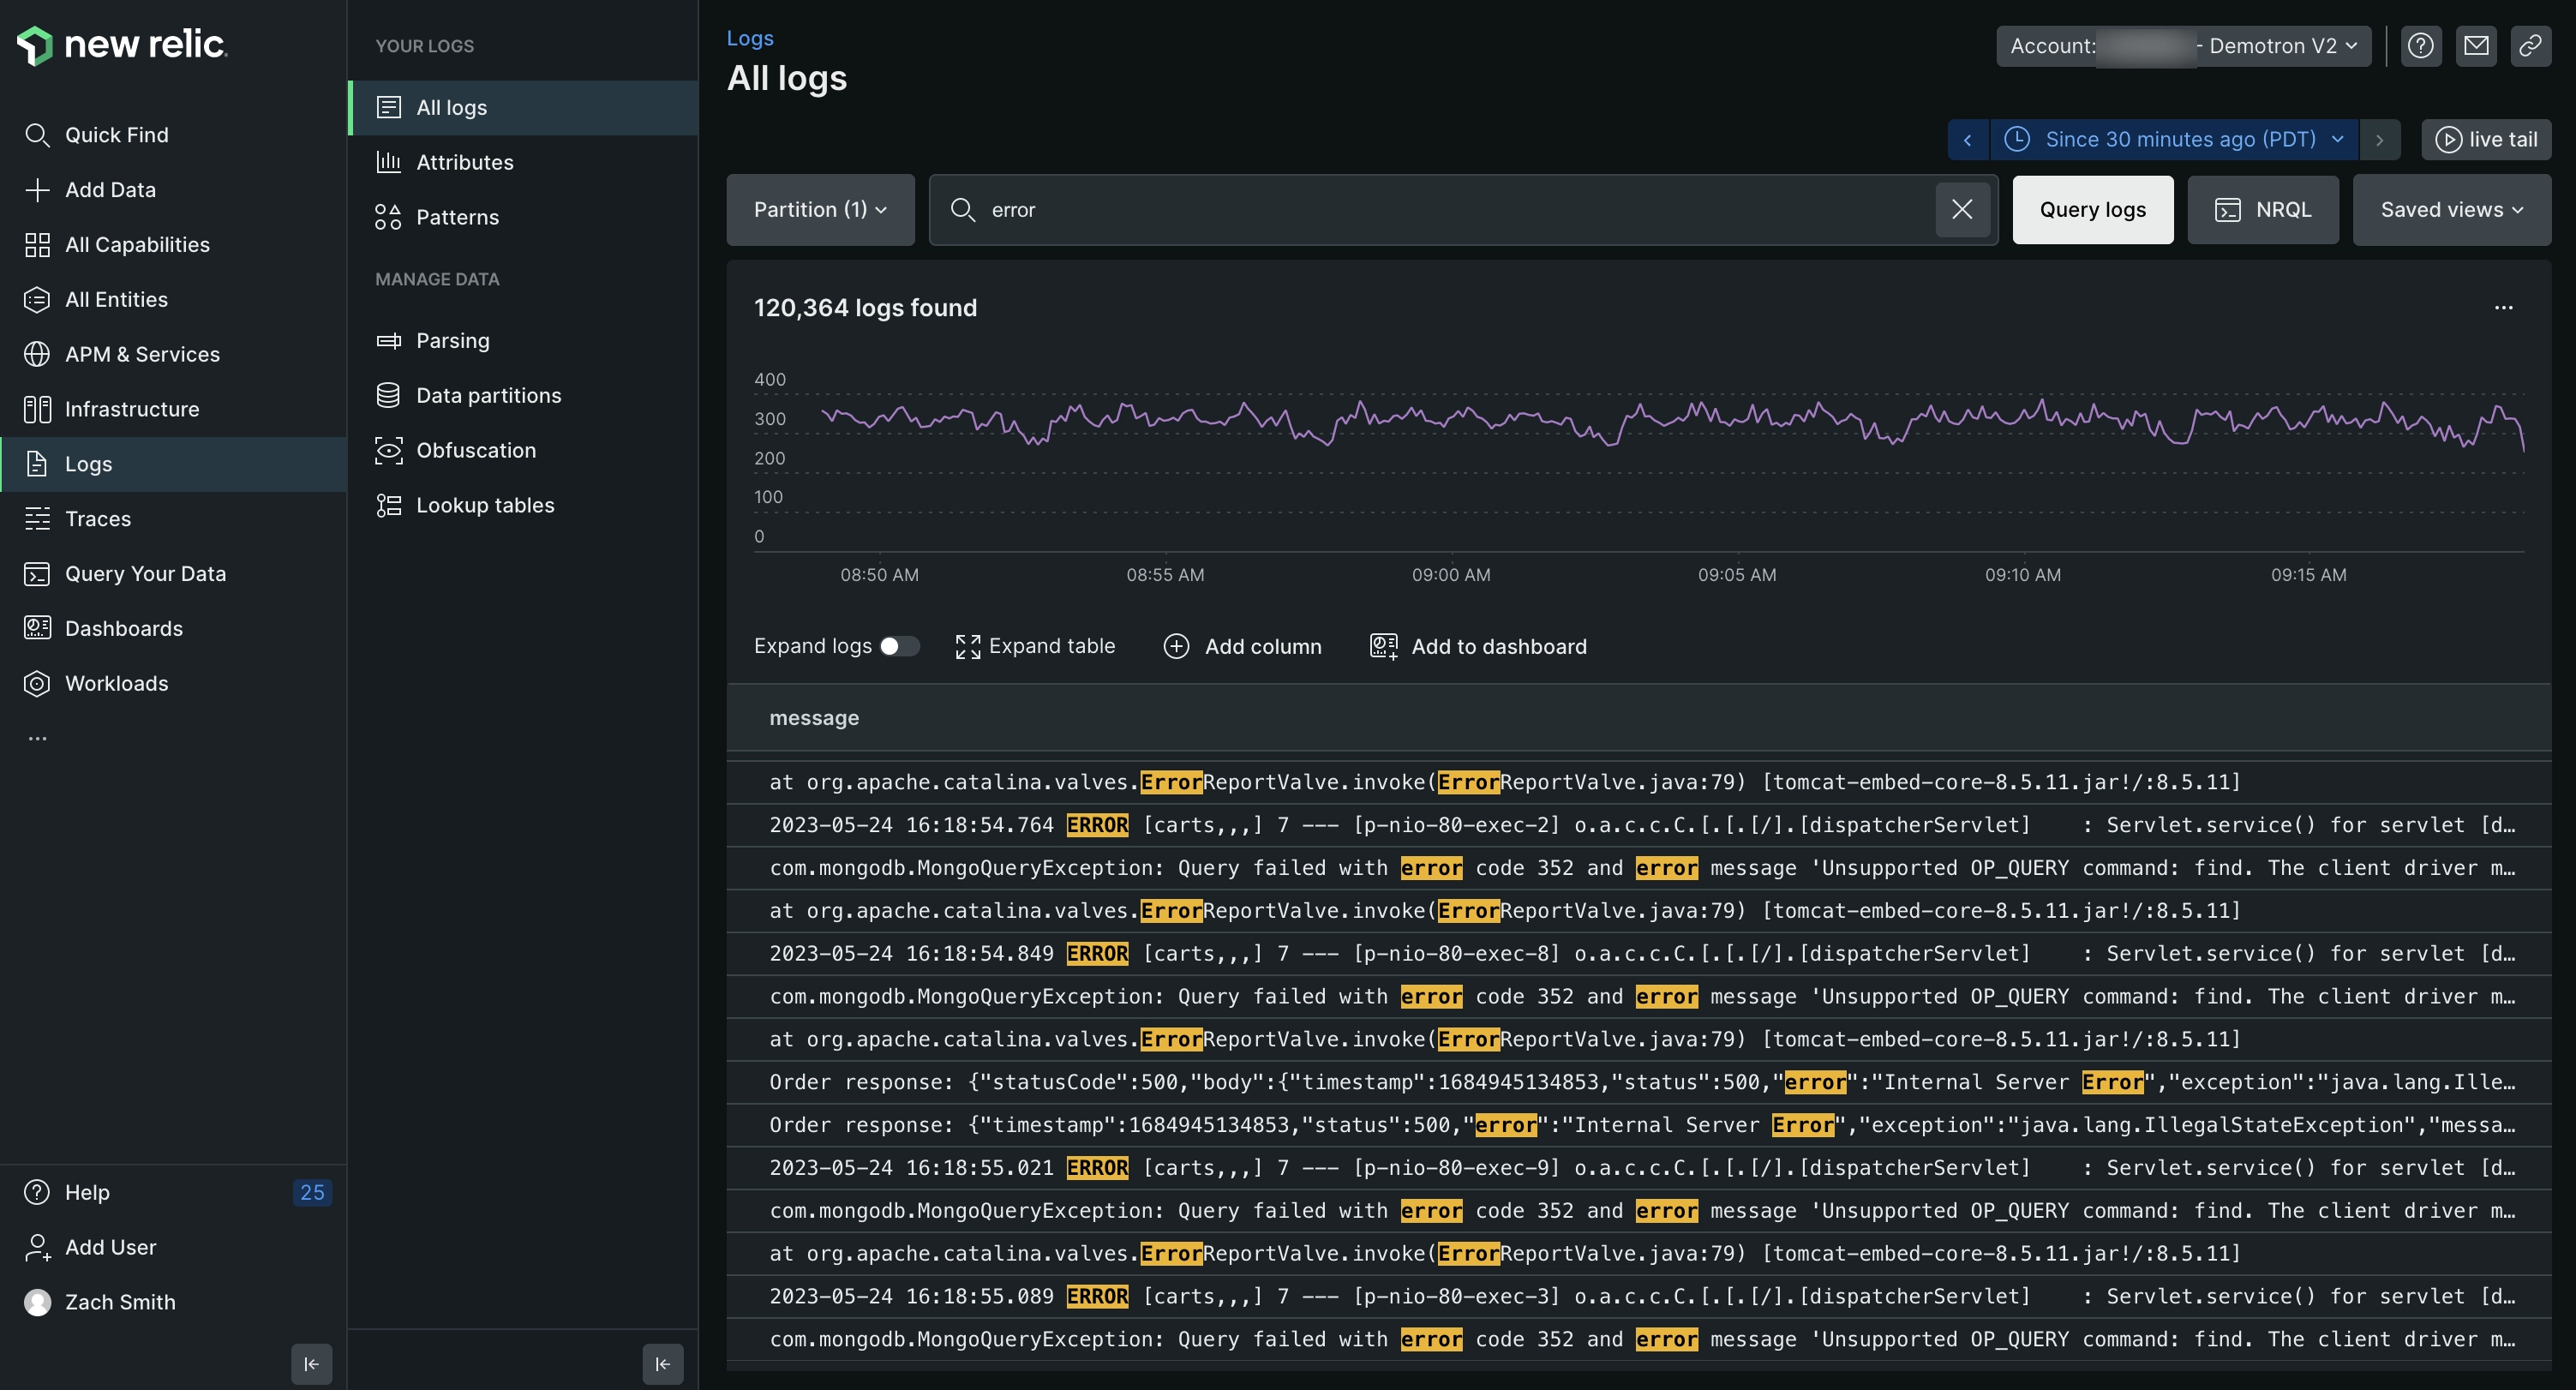 new relic.
Quick Find
Add Data
All Capabilities
All Entities
APM & Services
Infrastructure
Logs
Traces
Query Your Data
Dashboards
Workloads
...
Help 25
Add User
Zach Smith
YOUR LOGS
All logs
Attributes
Patterns
MANAGE DATA
Parsing
Data partitions
Obfuscation
Lookup tables
Logs
All logs
Account: - Demotron V2
Since 30 minutes ago (PDT)
live tail
Partition (1)
error
Query logs
NRQL
Saved views
120,364 logs found
...
400
300
200
100
0
08:50 AM 08:55 AM 09:00 AM 09:05 AM 09:10 AM 09:15 AM
Expand logs Expand table Add column Add to dashboard
message
at org.apache.catalina.valves.ErrorReportValve.invoke(ErrorReportValve.java:79) [tomcat-embed-core-8.5.11.jar!/:8.5.11]
2023-05-24 16:18:54.764 ERROR [carts,,,] 7 --- [p-nio-80-exec-2] o.a.c.c.C.[.[.[/].[dispatcherServlet] : Servlet.service() for servlet [d…
com.mongodb.MongoQueryException: Query failed with error code 352 and error message 'Unsupported OP_QUERY command: find. The client driver m…
at org.apache.catalina.valves.ErrorReportValve.invoke(ErrorReportValve.java:79) [tomcat-embed-core-8.5.11.jar!/:8.5.11]
2023-05-24 16:18:54.849 ERROR [carts,,,] 7 --- [p-nio-80-exec-8] o.a.c.c.C.[.[.[/].[dispatcherServlet] : Servlet.service() for servlet [d…
com.mongodb.MongoQueryException: Query failed with error code 352 and error message 'Unsupported OP_QUERY command: find. The client driver m…
at org.apache.catalina.valves.ErrorReportValve.invoke(ErrorReportValve.java:79) [tomcat-embed-core-8.5.11.jar!/:8.5.11]
Order response: {"statusCode":500,"body":{"timestamp":1684945134853,"status":500,"error":"Internal Server Error","exception":"java.lang.Ille…
Order response: {"timestamp":1684945134853,"status":500,"error":"Internal Server Error","exception":"java.lang.IllegalStateException","messa…
2023-05-24 16:18:55.021 ERROR [carts,,,] 7 --- [p-nio-80-exec-9] o.a.c.c.C.[.[.[/].[dispatcherServlet] : Servlet.service() for servlet [d…
com.mongodb.MongoQueryException: Query failed with error code 352 and error message 'Unsupported OP_QUERY command: find. The client driver m…
at org.apache.catalina.valves.ErrorReportValve.invoke(ErrorReportValve.java:79) [tomcat-embed-core-8.5.11.jar!/:8.5.11]
2023-05-24 16:18:55.089 ERROR [carts,,,] 7 --- [p-nio-80-exec-3] o.a.c.c.C.[.[.[/].[dispatcherServlet] : Servlet.service() for servlet [d…
com.mongodb.MongoQueryException: Query failed with error code 352 and error message 'Unsupported OP_QUERY command: find. The client driver m…